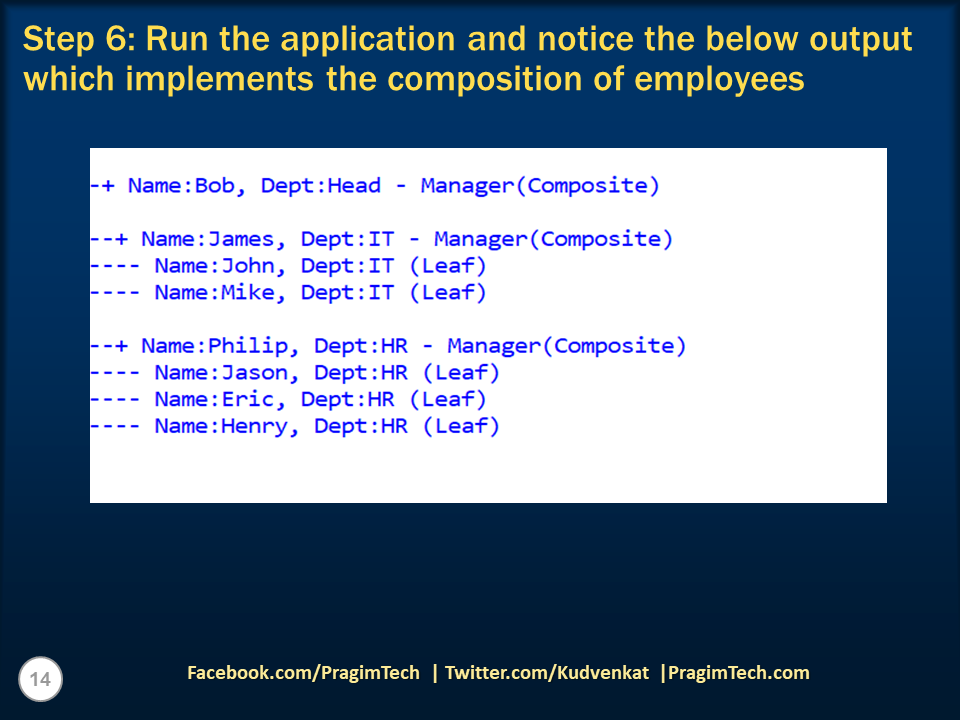 Step 6: Run the application and notice the below output
which implements the composition of employees
-+ Name:Bob, Dept:Head - Manager(Composite)
--+ Name:James, Dept:IT - Manager(Composite)
---- Name:John, Dept:IT (Leaf)
---- Name:Mike, Dept:IT (Leaf)
--+ Name:Philip, Dept:HR - Manager(Composite)
---- Name:Jason, Dept:HR (Leaf)
---- Name:Eric, Dept:HR (Leaf)
---- Name:Henry, Dept:HR (Leaf)
14
Facebook.com/PragimTech | Twitter.com/Kudvenkat |PragimTech.com